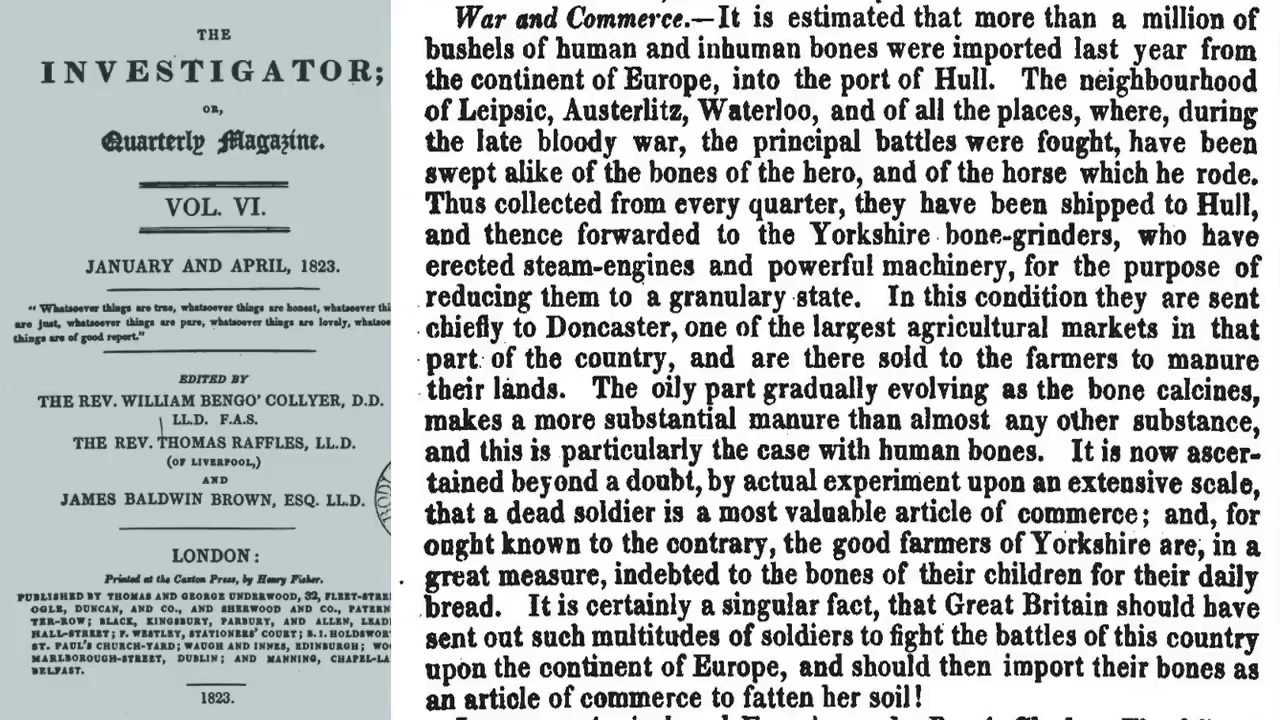 THE
INVESTIGATOR;
OR,
Quarterly Magazine.
VOL. VI.
JANUARY AND APRIL, 1823.
"Whatsoever things are true, whatsoever things are honest, whatsoever thi
are just, whatsoever things are pure, whatsoever things are lovely, whatsoe
things are of good report."
EDITED BY
THE REV. WILLIAM BENGO' COLLYER, D.D.
LL.D. F.A.S.
THE REV. THOMAS RAFFLES, LL.D.
(OF LIVERPOOL,)
AND
JAMES BALDWIN BROWN, ESQ. LL.D.
LONDON:
Printed at the Caxton Press, by Henry Fisher.
PUBLISHED BY THOMAS AND GEORGE UNDERWOOD, 32, FLEET-STRE
OGLE, DUNCAN, AND CO., AND SHERWOOD AND CO., PATERN
TER-ROW; BLACK, KINGSBURY, PARBURY, AND ALLEN, LEAD
HALL-STREET; F. WESTLEY, STATIONERS' COURT; B. I. HOLDSWOR
ST. PAUL'S CHURCH-YARD; WAUGH AND INNES, EDINBURGH; WO
MARLBOROUGH-STREET, DUBLIN; AND MANNING, CHAPEL-LA
BELFAST.
1823.
War and Commerce.—It is estimated that more than a million of
bushels of human and inhuman bones were imported last year from
the continent of Europe, into the port of Hull. The neighbourhood
of Leipsic, Austerlitz, Waterloo, and of all the places, where, during
the late bloody war, the principal battles were fought, have been
swept alike of the bones of the hero, and of the horse which he rode.
Thus collected from every quarter, they have been shipped to Hull,
and thence forwarded to the Yorkshire bone-grinders, who have
erected steam-engines and powerful machinery, for the purpose of
reducing them to a granulary state. In this condition they are sent
chiefly to Doncaster, one of the largest agricultural markets in that
part of the country, and are there sold to the farmers to manure
their lands. The oily part gradually evolving as the bone calcines,
makes a more substantial manure than almost any other substance,
and this is particularly the case with human bones. It is now ascer-
tained beyond a doubt, by actual experiment upon an extensive scale,
that a dead soldier is a most valuable article of commerce; and, for
ought known to the contrary, the good farmers of Yorkshire are, in a
great measure, indebted to the bones of their children for their daily
bread. It is certainly a singular fact, that Great Britain should have
sent out such multitudes of soldiers to fight the battles of this country
upon the continent of Europe, and should then import their bones as
an article of commerce to fatten her soil!